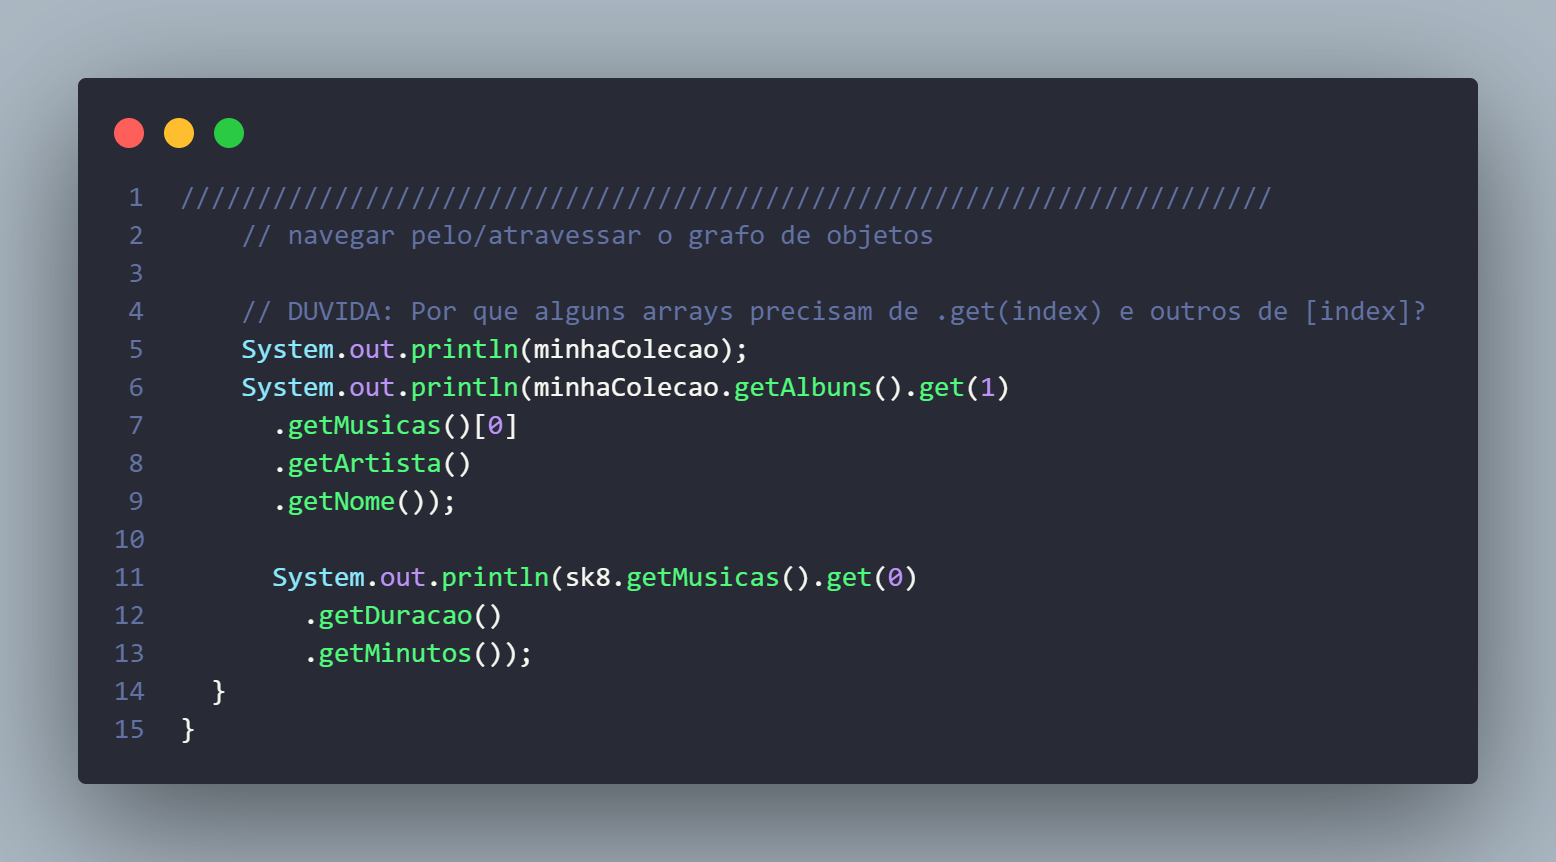 1 ///////////////////////////////////////////////////////////////////////
2 // navegar pelo/atravessar o grafo de objetos
3
4 // DUVIDA: Por que alguns arrays precisam de .get(index) e outros de [index]?
5 System.out.println(minhaColecao);
6 System.out.println(minhaColecao.getAlbuns().get(1)
7 .getMusicas()[0]
8 .getArtista()
9 .getNome());
10
11 System.out.println(sk8.getMusicas().get(0)
12 .getDuracao()
13 .getMinutos());
14 }
15 }